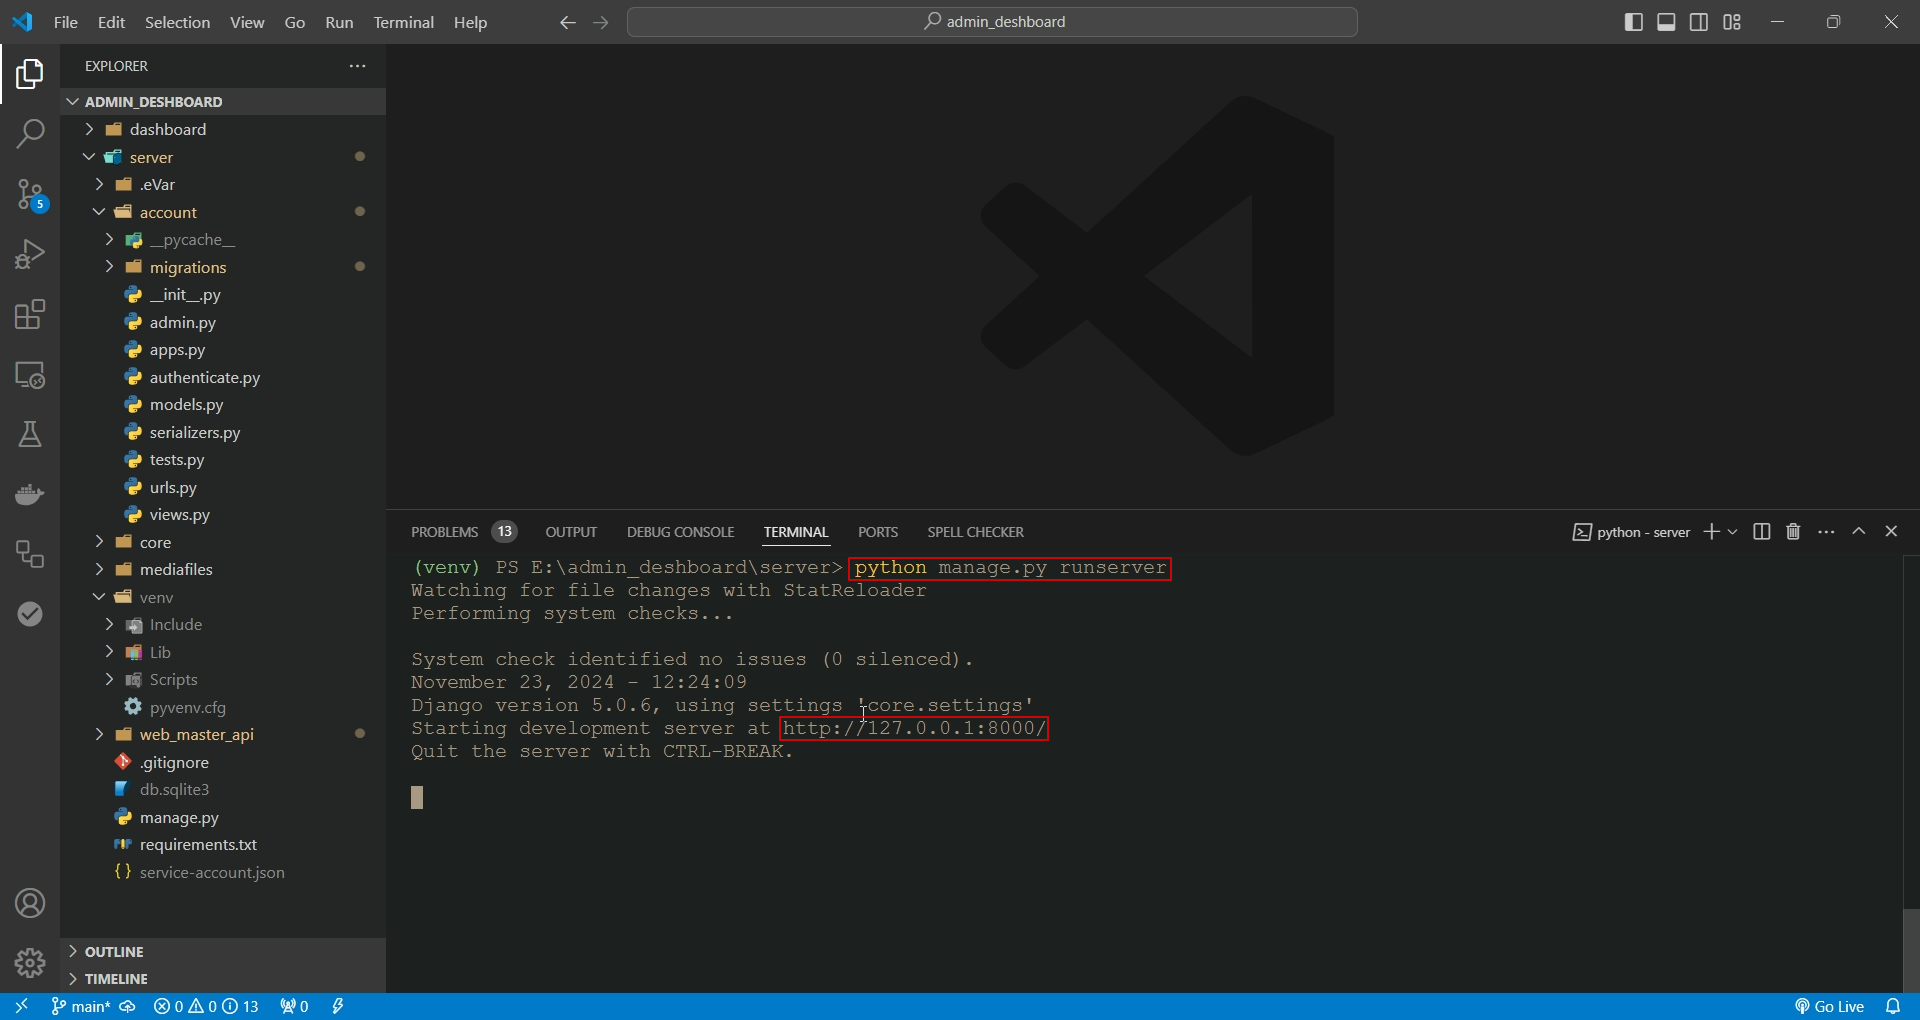 File Edit Selection View Go Run Terminal Help
admin_deshboard
EXPLORER
ADMIN_DESHBOARD
dashboard
server
.eVar
account
__pycache__
migrations
__init__.py
admin.py
apps.py
authenticate.py
models.py
serializers.py
tests.py
urls.py
views.py
core
mediafiles
venv
Include
Lib
Scripts
pyvenv.cfg
web_master_api
.gitignore
db.sqlite3
manage.py
requirements.txt
service-account.json
OUTLINE
TIMELINE
5
PROBLEMS 13 OUTPUT DEBUG CONSOLE TERMINAL PORTS SPELL CHECKER
python - server
(venv) PS E:\admin_deshboard\server> python manage.py runserver
Watching for file changes with StatReloader
Performing system checks...
System check identified no issues (0 silenced).
November 23, 2024 - 12:24:09
Django version 5.0.6, using settings 'core.settings'
Starting development server at http://127.0.0.1:8000/
Quit the server with CTRL-BREAK.
main* 0 0 13 0
Go Live